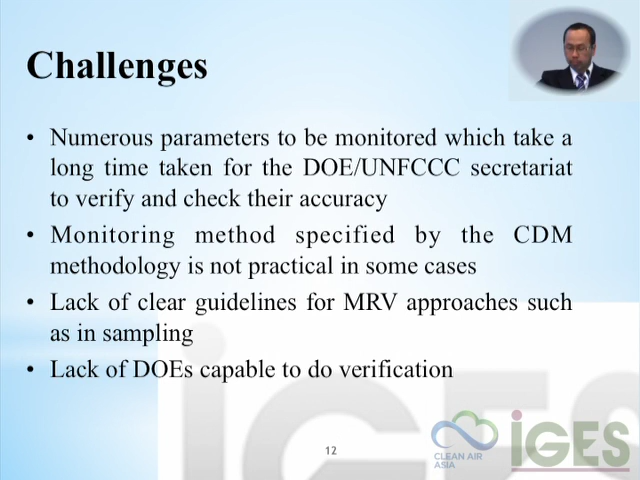 Challenges
• Numerous parameters to be monitored which take a
long time taken for the DOE/UNFCCC secretariat
to verify and check their accuracy
• Monitoring method specified by the CDM
methodology is not practical in some cases
• Lack of clear guidelines for MRV approaches such
as in sampling
• Lack of DOEs capable to do verification
12
CLEAN AIR
ASIA
iGES